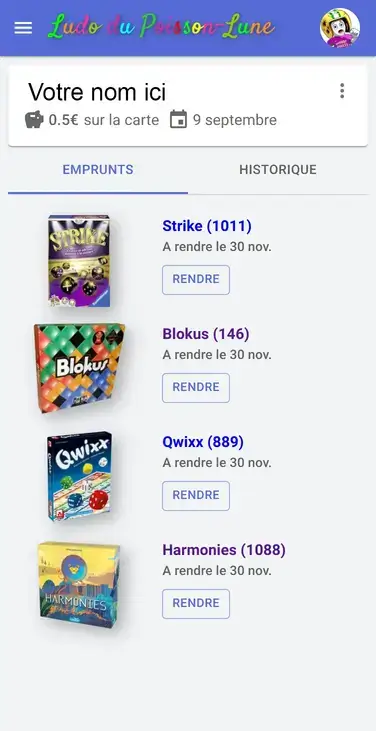 Ludo du Poisson-Lune
Votre nom ici
0.5€ sur la carte 9 septembre
EMPRUNTS HISTORIQUE
STRIKE
Strike (1011)
A rendre le 30 nov.
RENDRE
Blokus
Blokus (146)
A rendre le 30 nov.
RENDRE
Qwixx
Qwixx (889)
A rendre le 30 nov.
RENDRE
HARMONIES
Harmonies (1088)
A rendre le 30 nov.
RENDRE